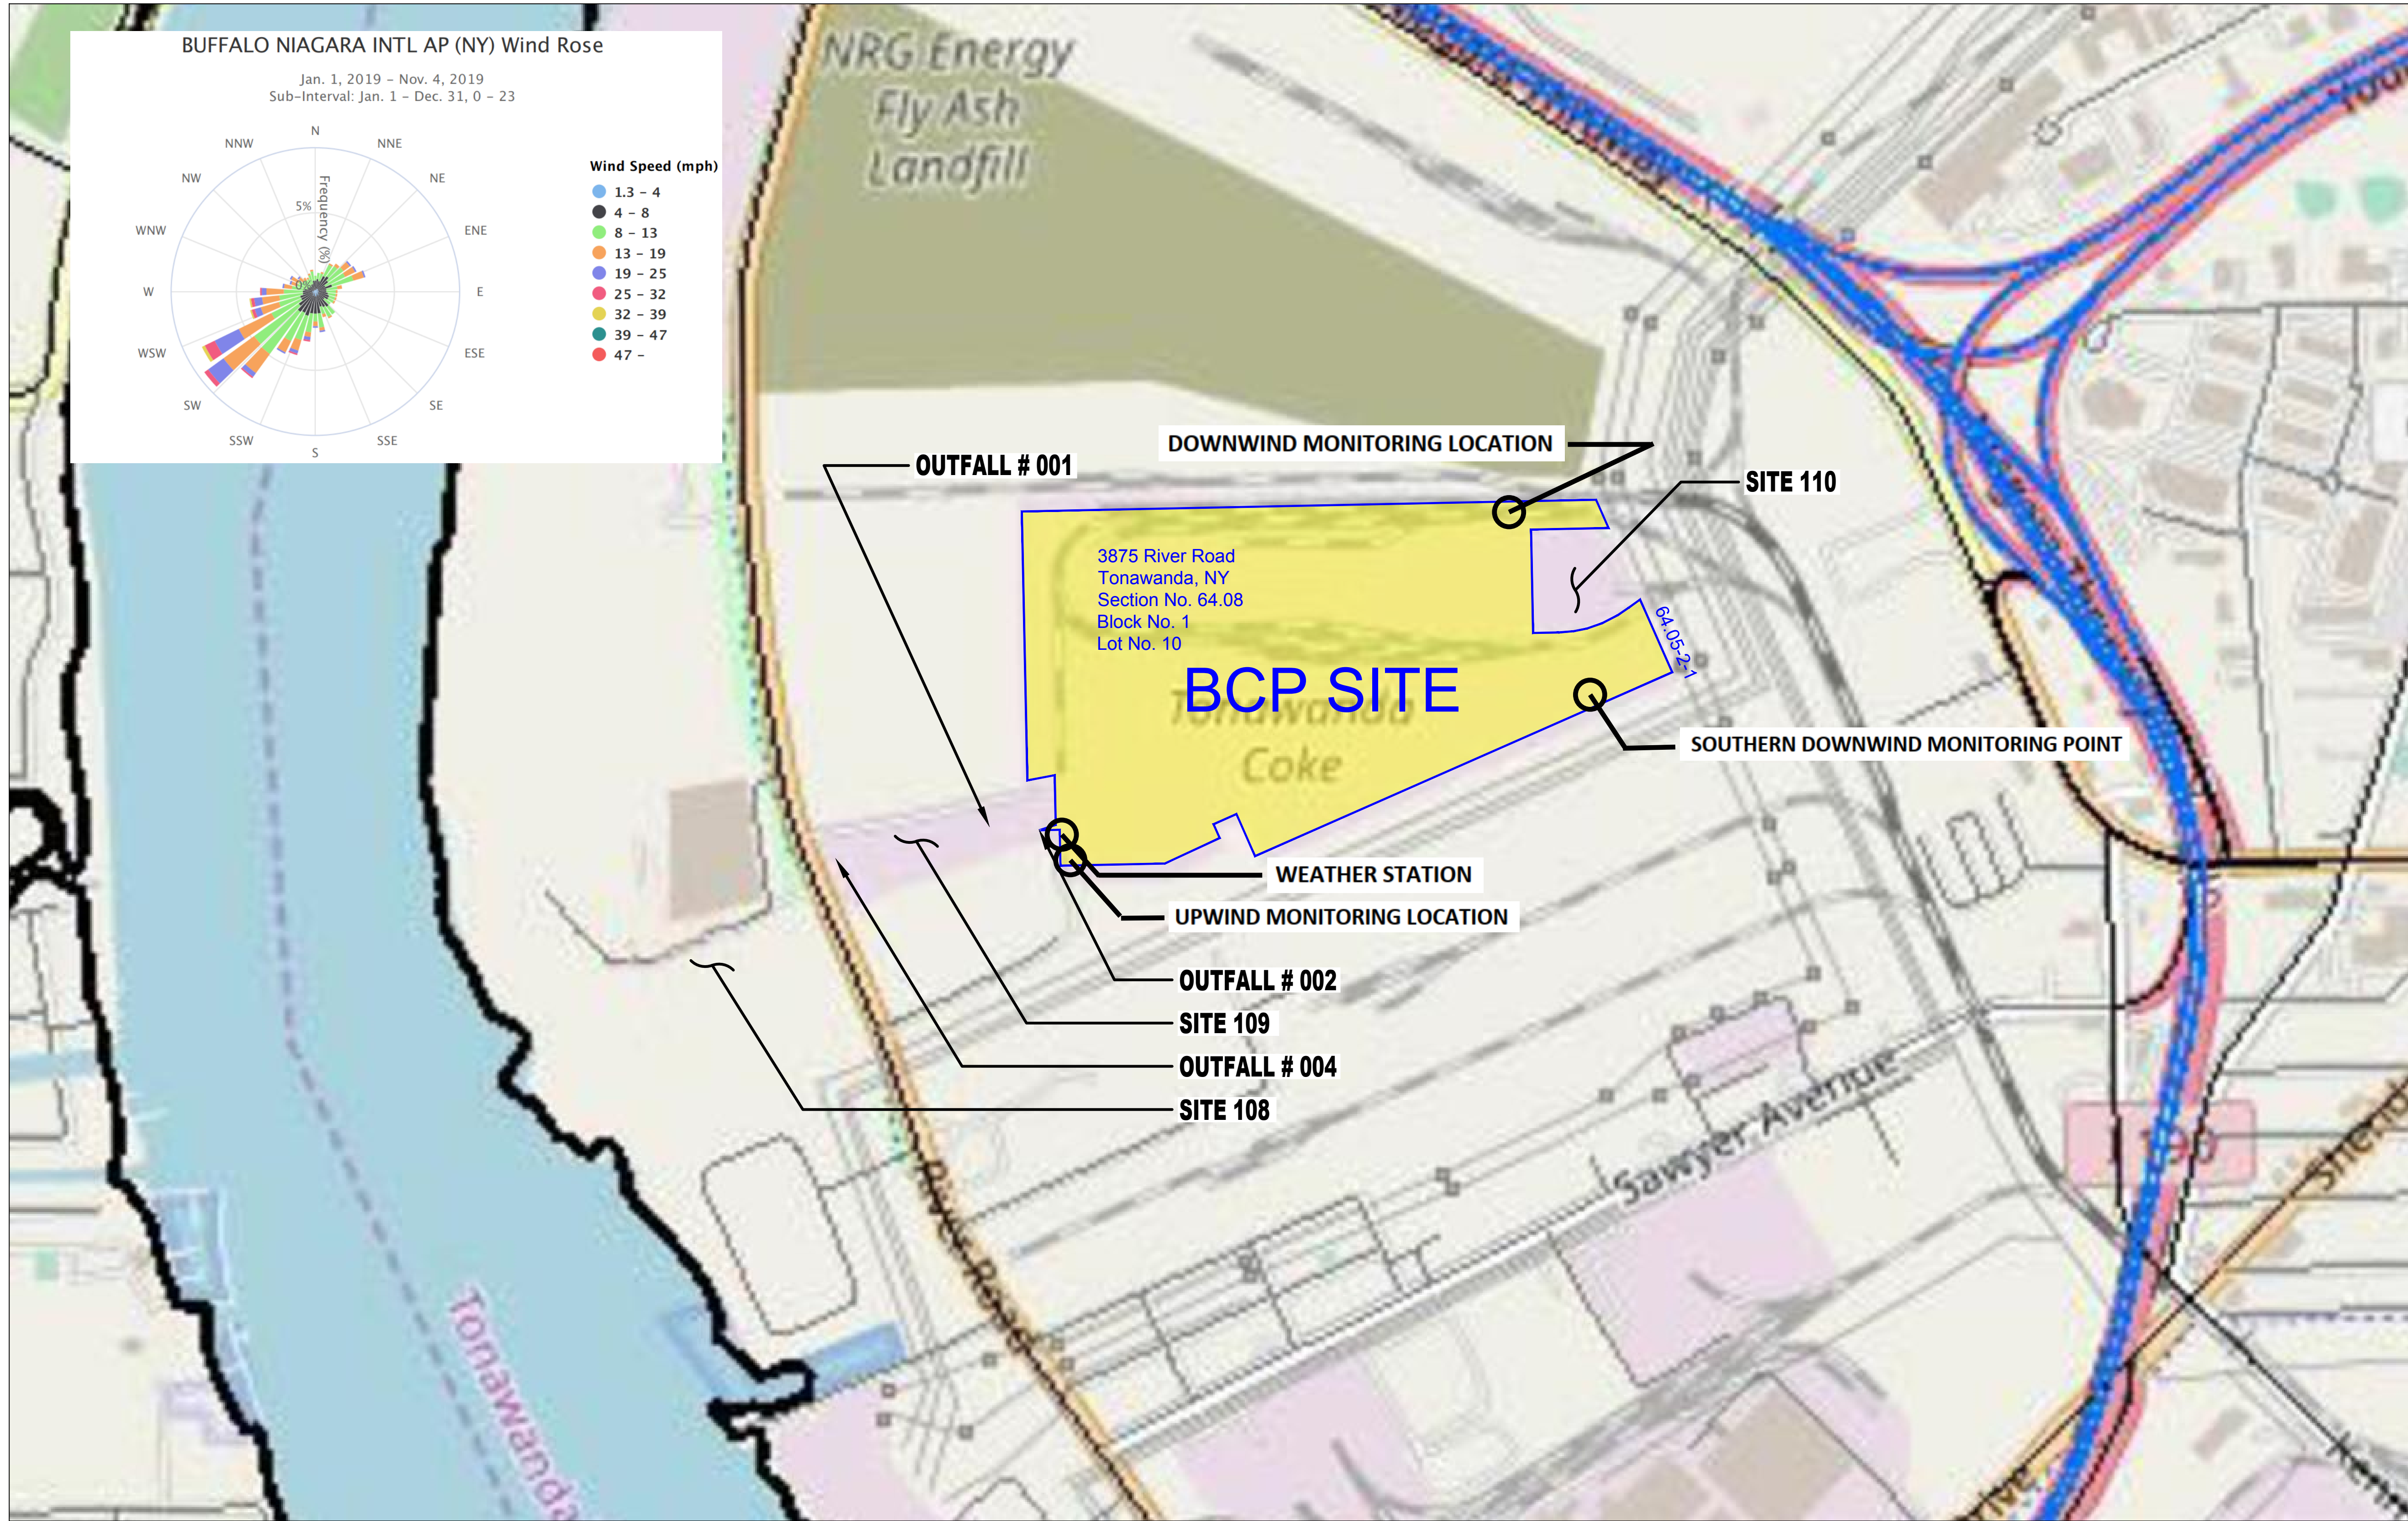 BUFFALO NIAGARA INTL AP (NY) Wind Rose
Jan. 1, 2019 – Nov. 4, 2019
Sub-Interval: Jan. 1 – Dec. 31, 0 – 23
N
NNW
NNE
NW
NE
WNW
ENE
W
E
WSW
ESE
SW
SE
SSW
SSE
S
Frequency (%)
5%
0%
Wind Speed (mph)
1.3 – 4
4 – 8
8 – 13
13 – 19
19 – 25
25 – 32
32 – 39
39 – 47
47 –
NRG Energy
Fly Ash
Landfill
DOWNWIND MONITORING LOCATION
OUTFALL # 001
SITE 110
3875 River Road
Tonawanda, NY
Section No. 64.08
Block No. 1
Lot No. 10
64.05-2-1
BCP SITE
Tonawanda
Coke
SOUTHERN DOWNWIND MONITORING POINT
WEATHER STATION
UPWIND MONITORING LOCATION
OUTFALL # 002
SITE 109
OUTFALL # 004
SITE 108
Sawyer Avenue
River Road
Tonawanda